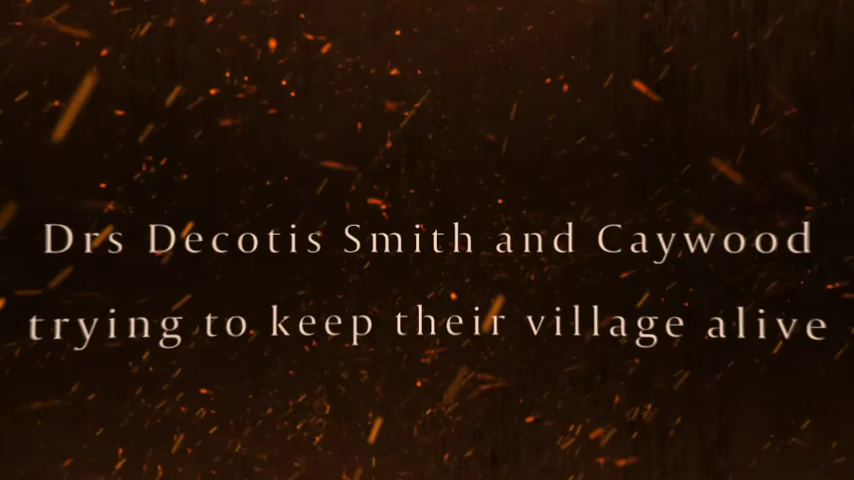 Drs Decotis Smith and Caywood
trying to keep their village alive